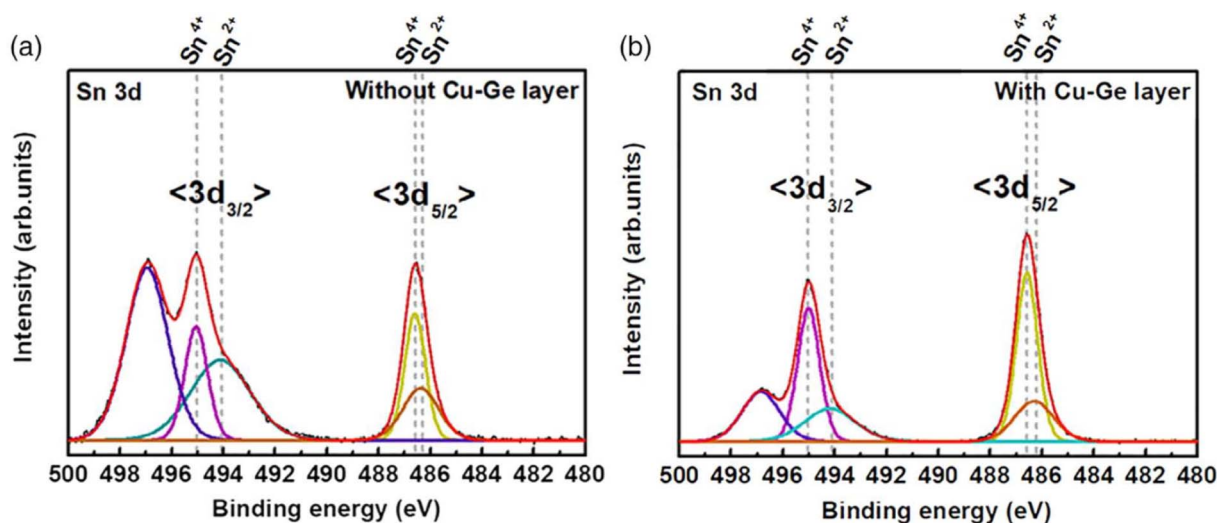 (a)
Sn⁴⁺ Sn²⁺ Sn⁴⁺ Sn²⁺
Sn 3d Without Cu-Ge layer
<3d3/2> <3d5/2>
Intensity (arb.units)
500 498 496 494 492 490 488 486 484 482 480
Binding energy (eV)
(b)
Sn⁴⁺ Sn²⁺ Sn⁴⁺ Sn²⁺
Sn 3d With Cu-Ge layer
<3d3/2> <3d5/2>
Intensity (arb.units)
500 498 496 494 492 490 488 486 484 482 480
Binding energy (eV)